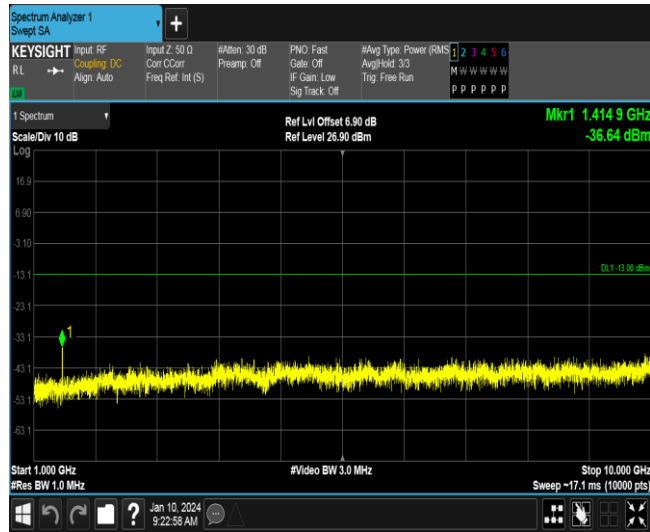 Spectrum Analyzer 1
Swept SA
+
KEYSIGHT
RL
LXI
Input: RF
Coupling: DC
Align: Auto
Input Z: 50 Ω
Corr CCorr
Freq Ref: Int (S)
#Atten: 30 dB
Preamp: Off
PNO: Fast
Gate: Off
IF Gain: Low
Sig Track: Off
#Avg Type: Power (RMS
Avg|Hold: 3/3
Trig: Free Run
1 2 3 4 5 6
M W W W W W
P P P P P P
1 Spectrum
Scale/Div 10 dB
Log
Ref Lvl Offset 6.90 dB
Ref Level 26.90 dBm
Mkr1 1.414 9 GHz
-36.64 dBm
16.9
6.90
-3.10
-13.1
-23.1
-33.1
-43.1
-53.1
-63.1
DL1 -13.00 dBm
1
Start 1.000 GHz
#Res BW 1.0 MHz
#Video BW 3.0 MHz
Stop 10.000 GHz
Sweep ~17.1 ms (10000 pts)
?
Jan 10, 2024
9:22:58 AM